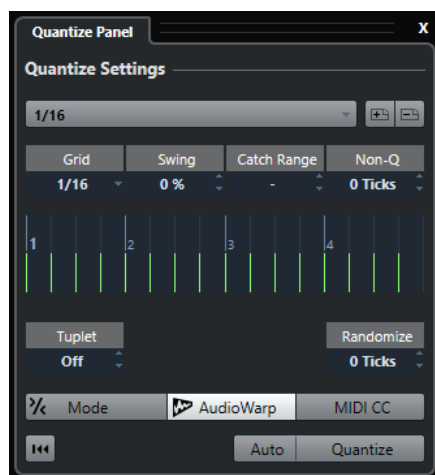 Quantize Panel X
Quantize Settings
1/16
Grid Swing Catch Range Non-Q
1/16 0 % - 0 Ticks
1 2 3 4
Tuplet Randomize
Off 0 Ticks
Mode AudioWarp MIDI CC
Auto Quantize